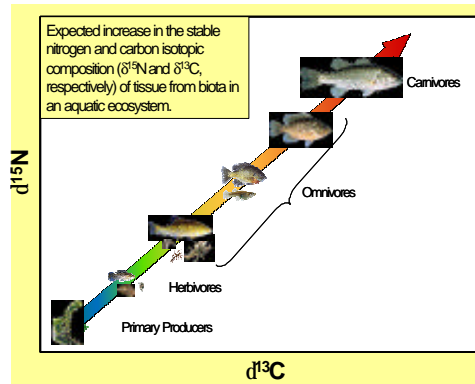 Expected increase in the stable
nitrogen and carbon isotopic
composition (δ¹⁵N and δ¹³C,
respectively) of tissue from biota in
an aquatic ecosystem.
Carnivores
Omnivores
Herbivores
Primary Producers
d¹⁵N
d¹³C